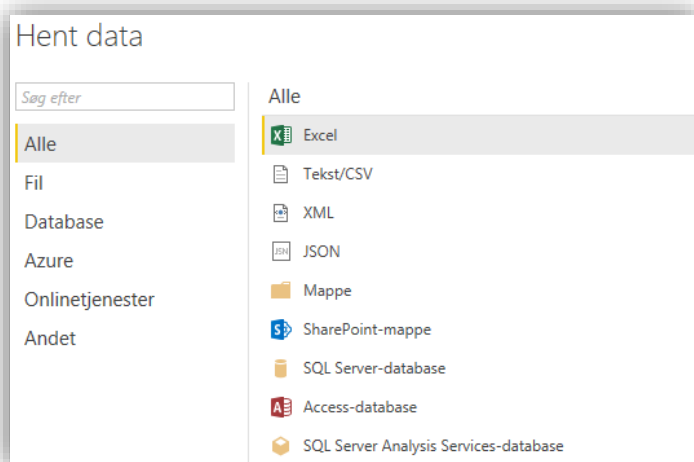 Hent data
Søg efter
Alle
Fil
Database
Azure
Onlinetjenester
Andet
Alle
Excel
Tekst/CSV
XML
JSN
JSON
Mappe
SharePoint-mappe
SQL Server-database
Access-database
SQL Server Analysis Services-database